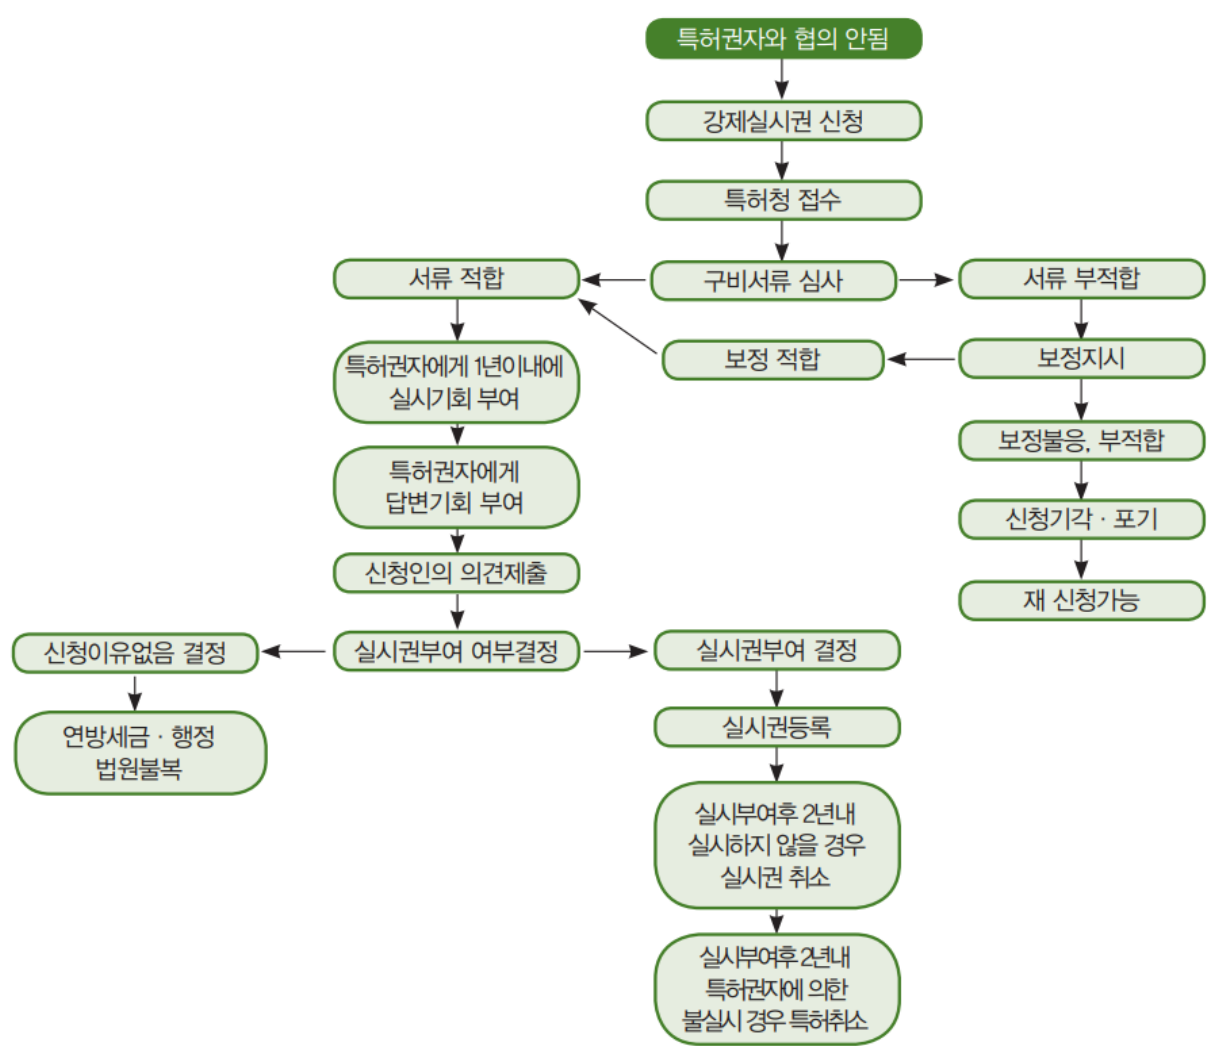 특허권자와 협의 안됨
강제실시권 신청
특허청 접수
서류 적합
구비서류 심사
서류 부적합
특허권자에게 1년이내에
실시기회 부여
보정 적합
보정지시
보정불응, 부적합
특허권자에게
답변기회 부여
신청기각 · 포기
신청인의 의견제출
재 신청가능
신청이유없음 결정
실시권부여 여부결정
실시권부여 결정
연방세금 · 행정
법원불복
실시권등록
실시부여후 2년내
실시하지 않을 경우
실시권 취소
실시부여후 2년내
특허권자에 의한
불실시 경우 특허취소